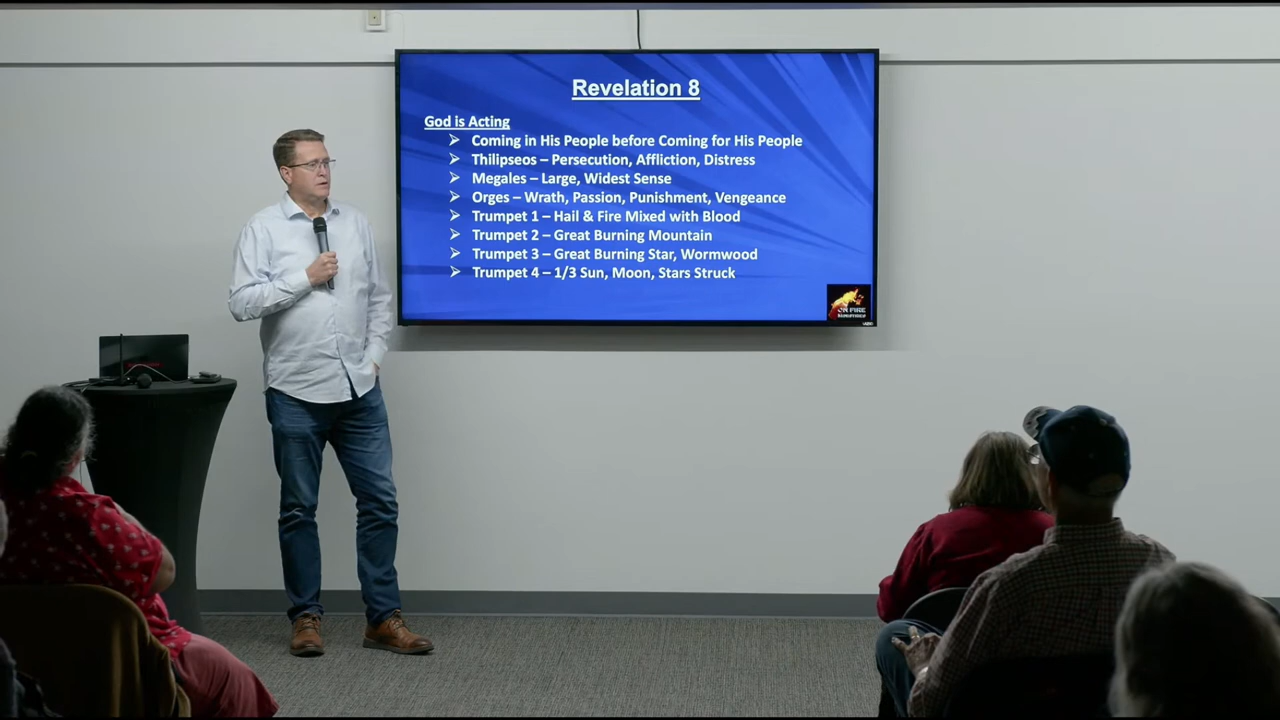 Revelation 8
God is Acting
➢ Coming in His People before Coming for His People
➢ Thilipseos – Persecution, Affliction, Distress
➢ Megales – Large, Widest Sense
➢ Orges – Wrath, Passion, Punishment, Vengeance
➢ Trumpet 1 – Hail & Fire Mixed with Blood
➢ Trumpet 2 – Great Burning Mountain
➢ Trumpet 3 – Great Burning Star, Wormwood
➢ Trumpet 4 – 1/3 Sun, Moon, Stars Struck
ON FIRE